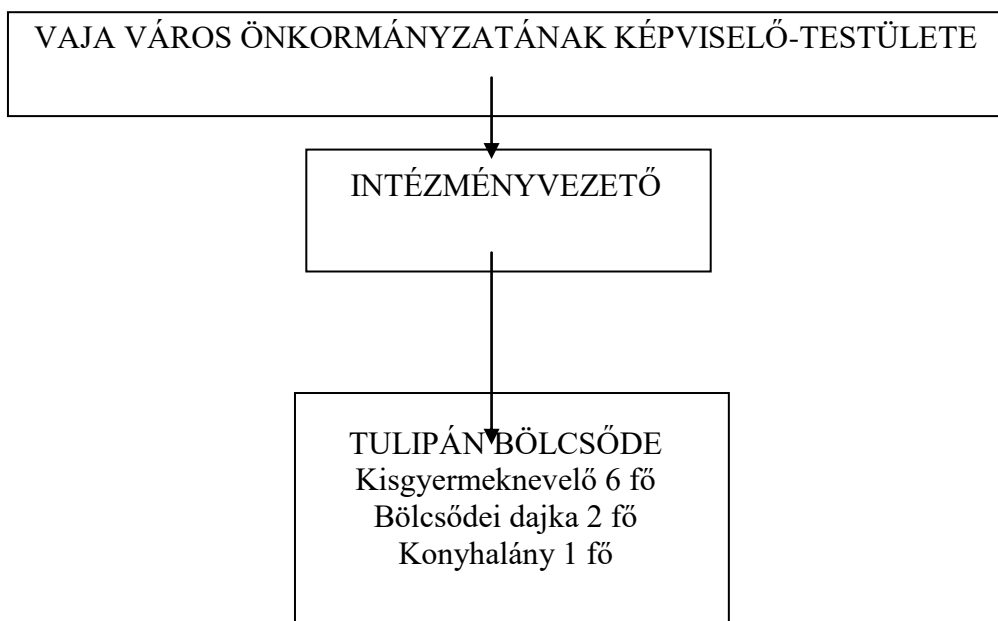 VAJA VÁROS ÖNKORMÁNYZATÁNAK KÉPVISELŐ-TESTÜLETE
INTÉZMÉNYVEZETŐ
TULIPÁN BÖLCSŐDE
Kisgyermeknevelő 6 fő
Bölcsődei dajka 2 fő
Konyhalány 1 fő